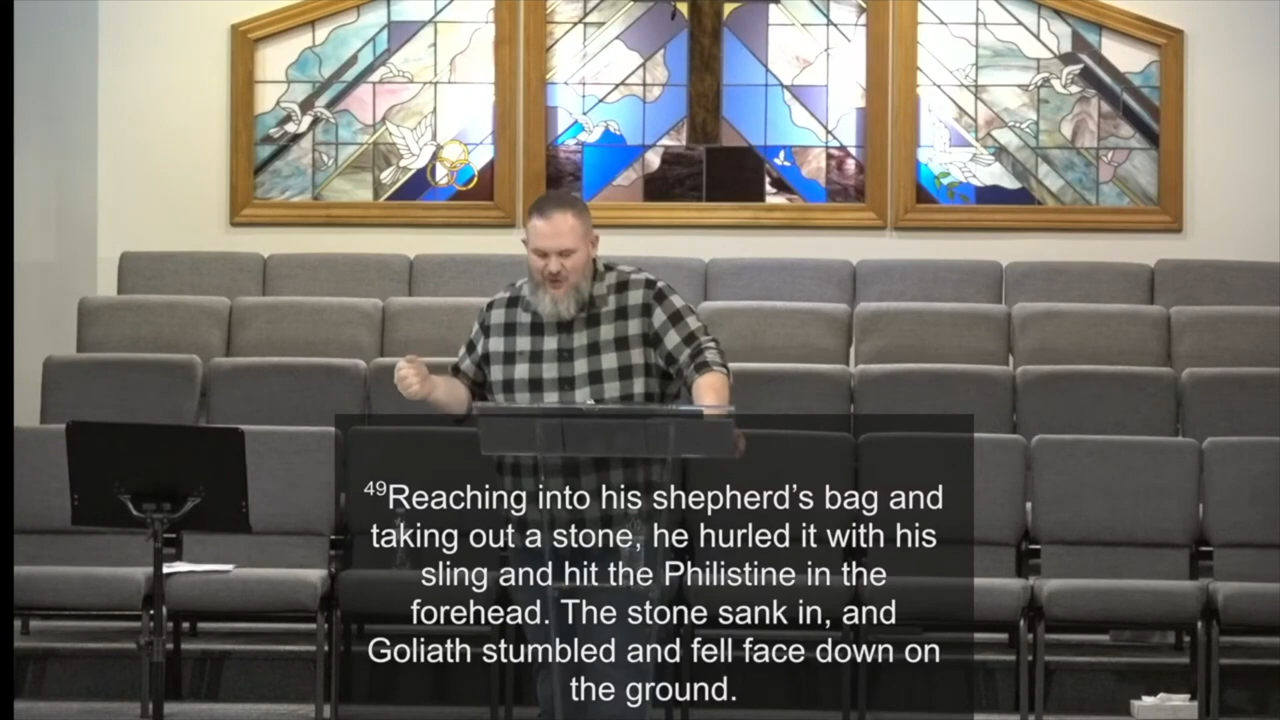 49Reaching into his shepherd’s bag and
taking out a stone, he hurled it with his
sling and hit the Philistine in the
forehead. The stone sank in, and
Goliath stumbled and fell face down on
the ground.